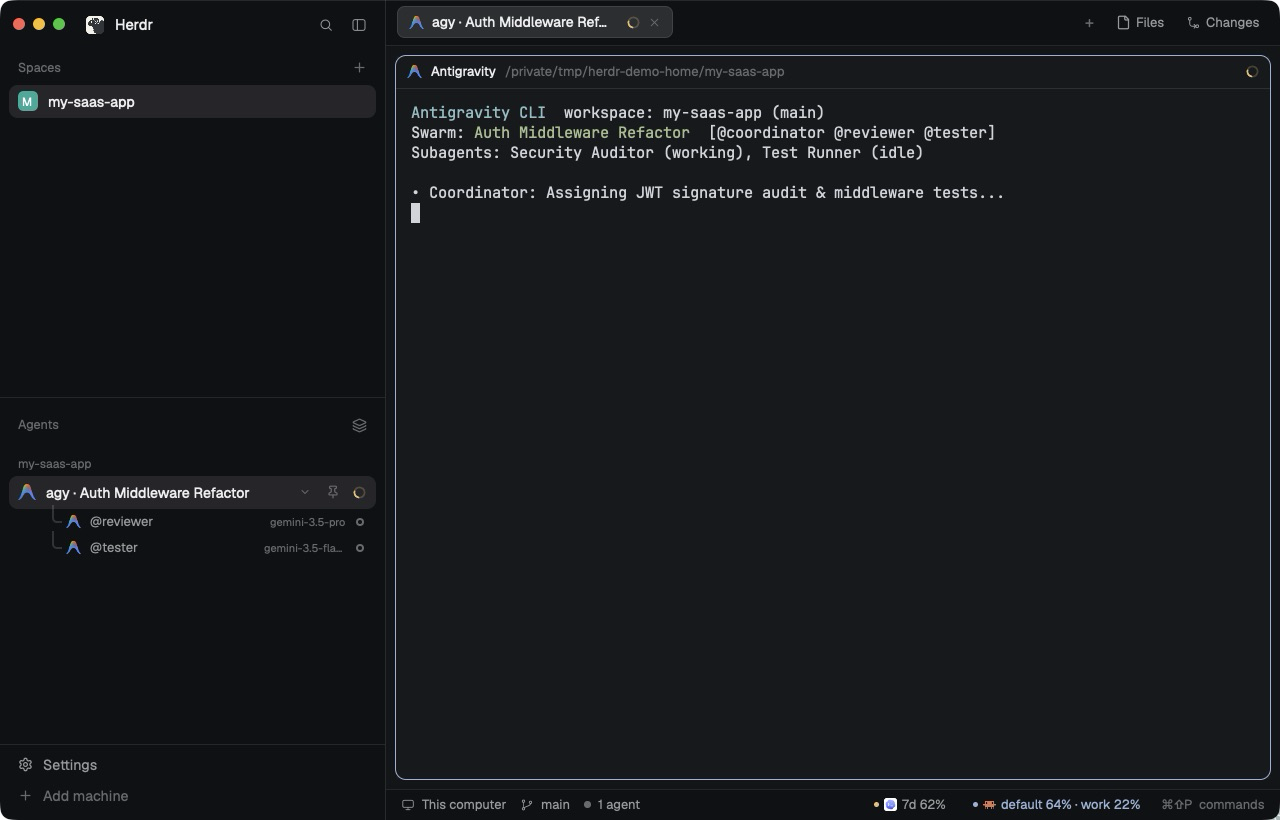 Herdr
Spaces
M my-saas-app
Agents
my-saas-app
agy · Auth Middleware Refactor
@reviewer gemini-3.5-pro
@tester gemini-3.5-fla...
Settings
Add machine
agy · Auth Middleware Ref...
Files
Changes
Antigravity /private/tmp/herdr-demo-home/my-saas-app
Antigravity CLI workspace: my-saas-app (main)
Swarm: Auth Middleware Refactor [@coordinator @reviewer @tester]
Subagents: Security Auditor (working), Test Runner (idle)
• Coordinator: Assigning JWT signature audit & middleware tests...
This computer main 1 agent 7d 62% default 64% · work 22% ⌘⇧P commands